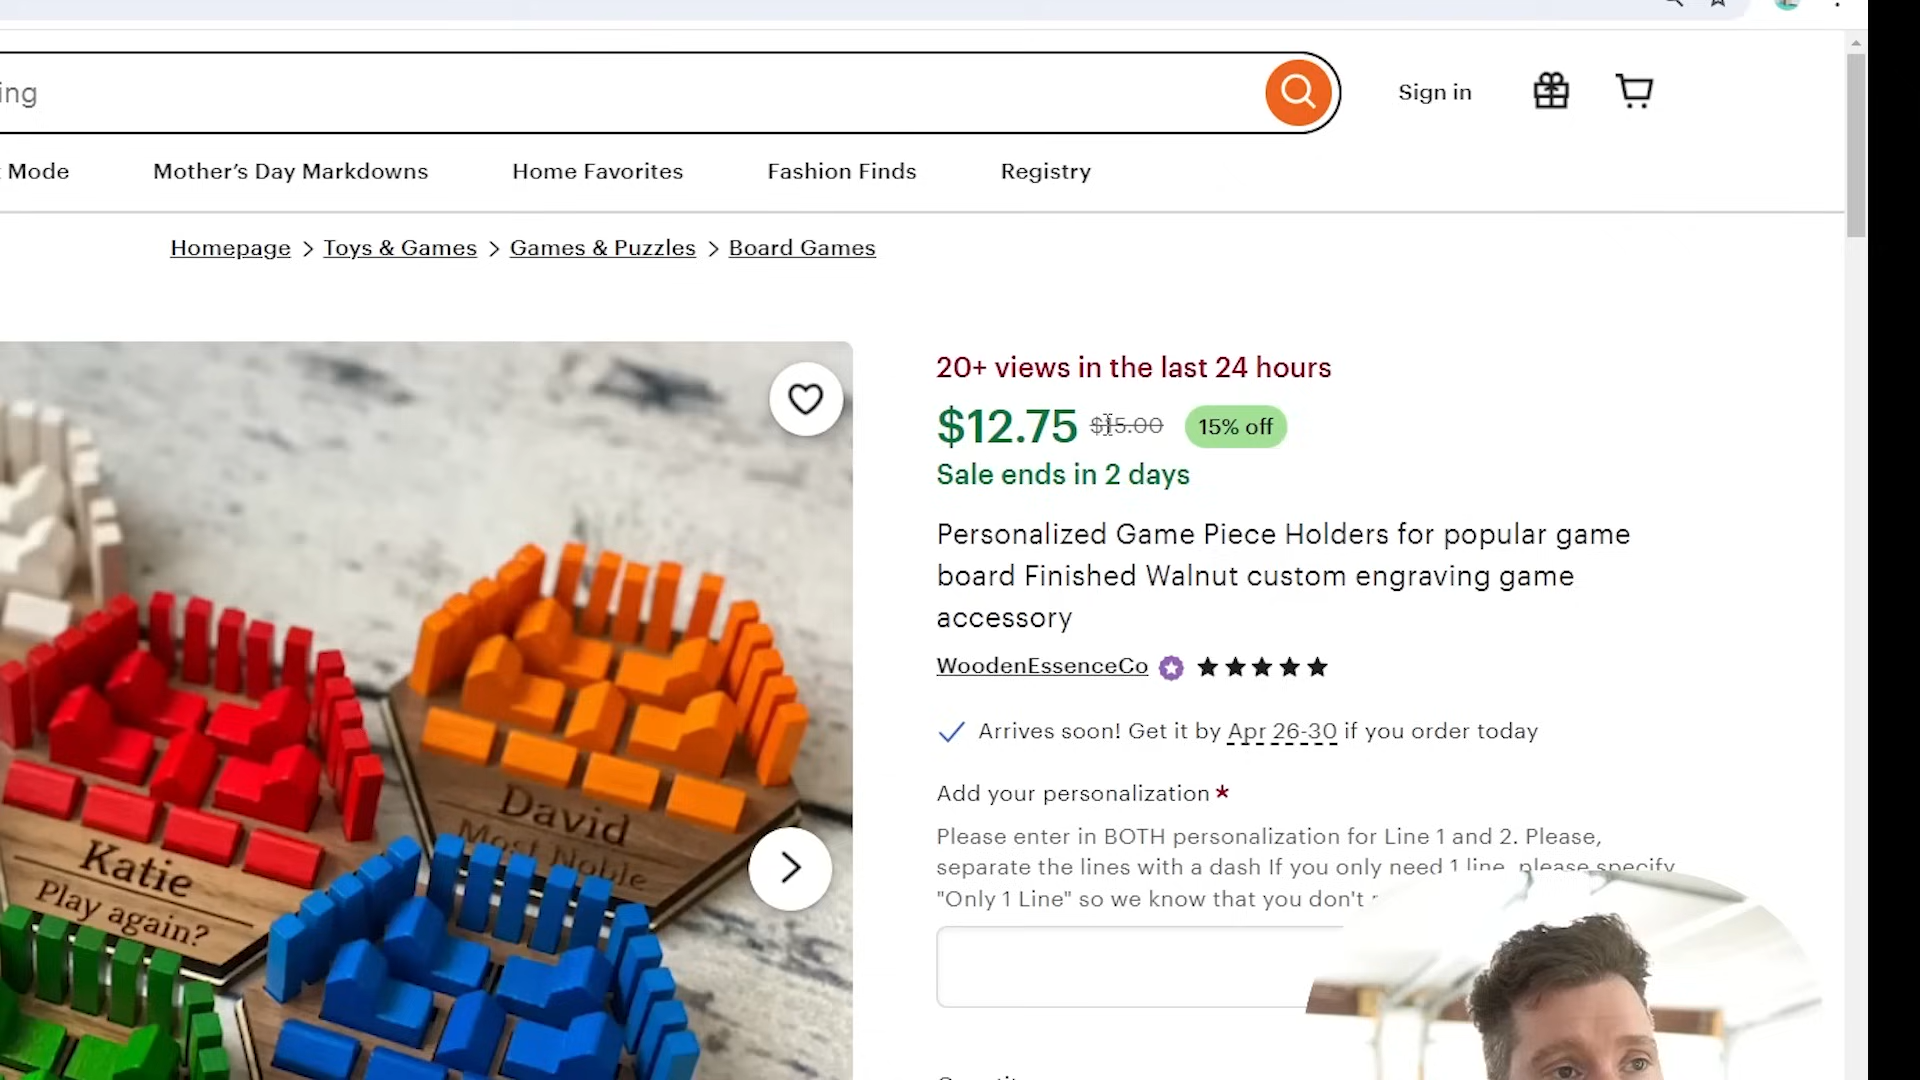 ing
Sign in
Mode
Mother's Day Markdowns
Home Favorites
Fashion Finds
Registry
Homepage > Toys & Games > Games & Puzzles > Board Games
20+ views in the last 24 hours
$12.75 $15.00 15% off
Sale ends in 2 days
Personalized Game Piece Holders for popular game
board Finished Walnut custom engraving game
accessory
WoodenEssenceCo
Arrives soon! Get it by Apr 26-30 if you order today
Add your personalization *
Please enter in BOTH personalization for Line 1 and 2. Please,
separate the lines with a dash If you only need 1 line, please specify
"Only 1 Line" so we know that you don't
David
Most Noble
Katie
Play again?